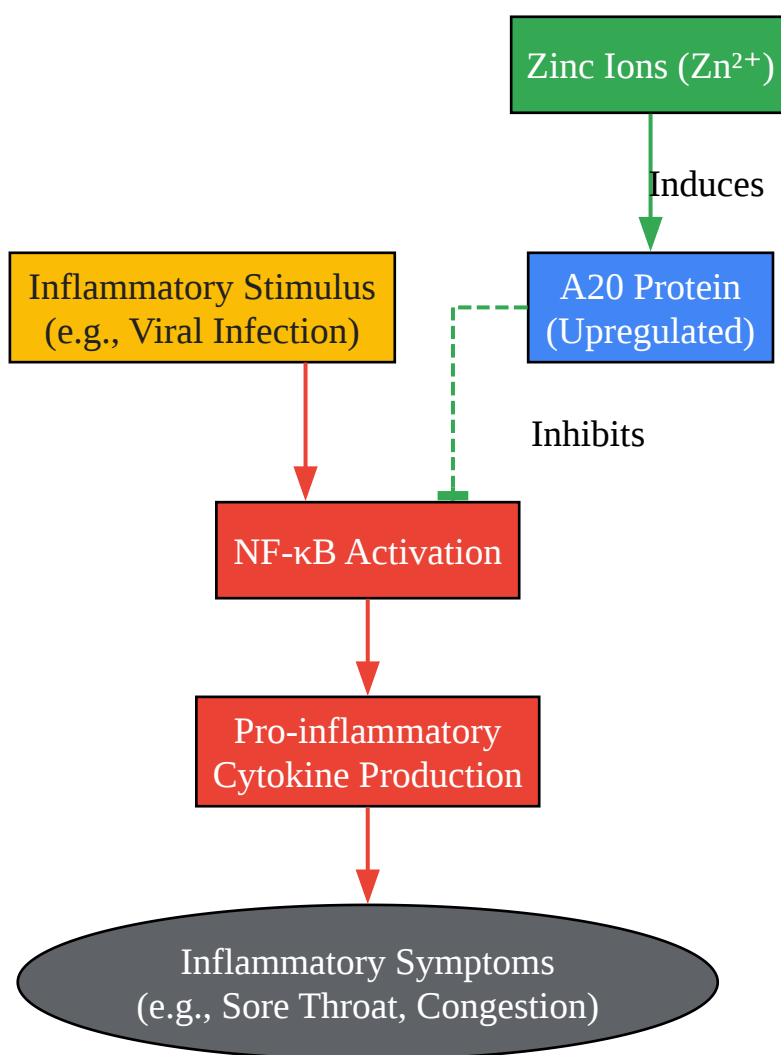 Zinc Ions (Zn²⁺)
Induces
Inflammatory Stimulus
(e.g., Viral Infection)
A20 Protein
(Upregulated)
Inhibits
NF-κB Activation
Pro-inflammatory
Cytokine Production
Inflammatory Symptoms
(e.g., Sore Throat, Congestion)